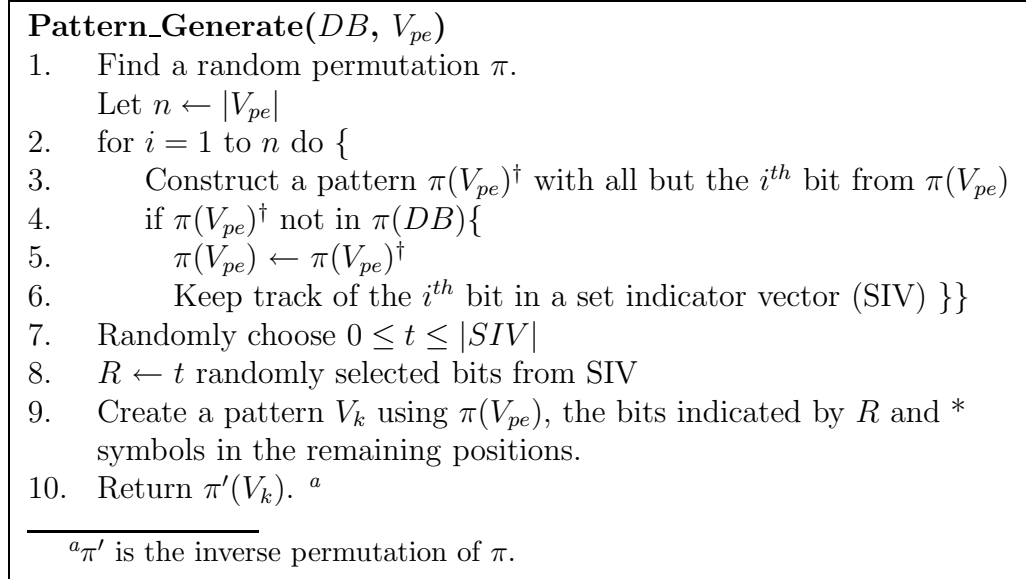 Pattern_Generate(DB, V_pe)
1. Find a random permutation π.
Let n ← |V_pe|
2. for i = 1 to n do {
3. Construct a pattern π(V_pe)† with all but the i^th bit from π(V_pe)
4. if π(V_pe)† not in π(DB){
5. π(V_pe) ← π(V_pe)†
6. Keep track of the i^th bit in a set indicator vector (SIV) }}
7. Randomly choose 0 ≤ t ≤ |SIV|
8. R ← t randomly selected bits from SIV
9. Create a pattern V_k using π(V_pe), the bits indicated by R and *
symbols in the remaining positions.
10. Return π′(V_k). ^a
^aπ′ is the inverse permutation of π.